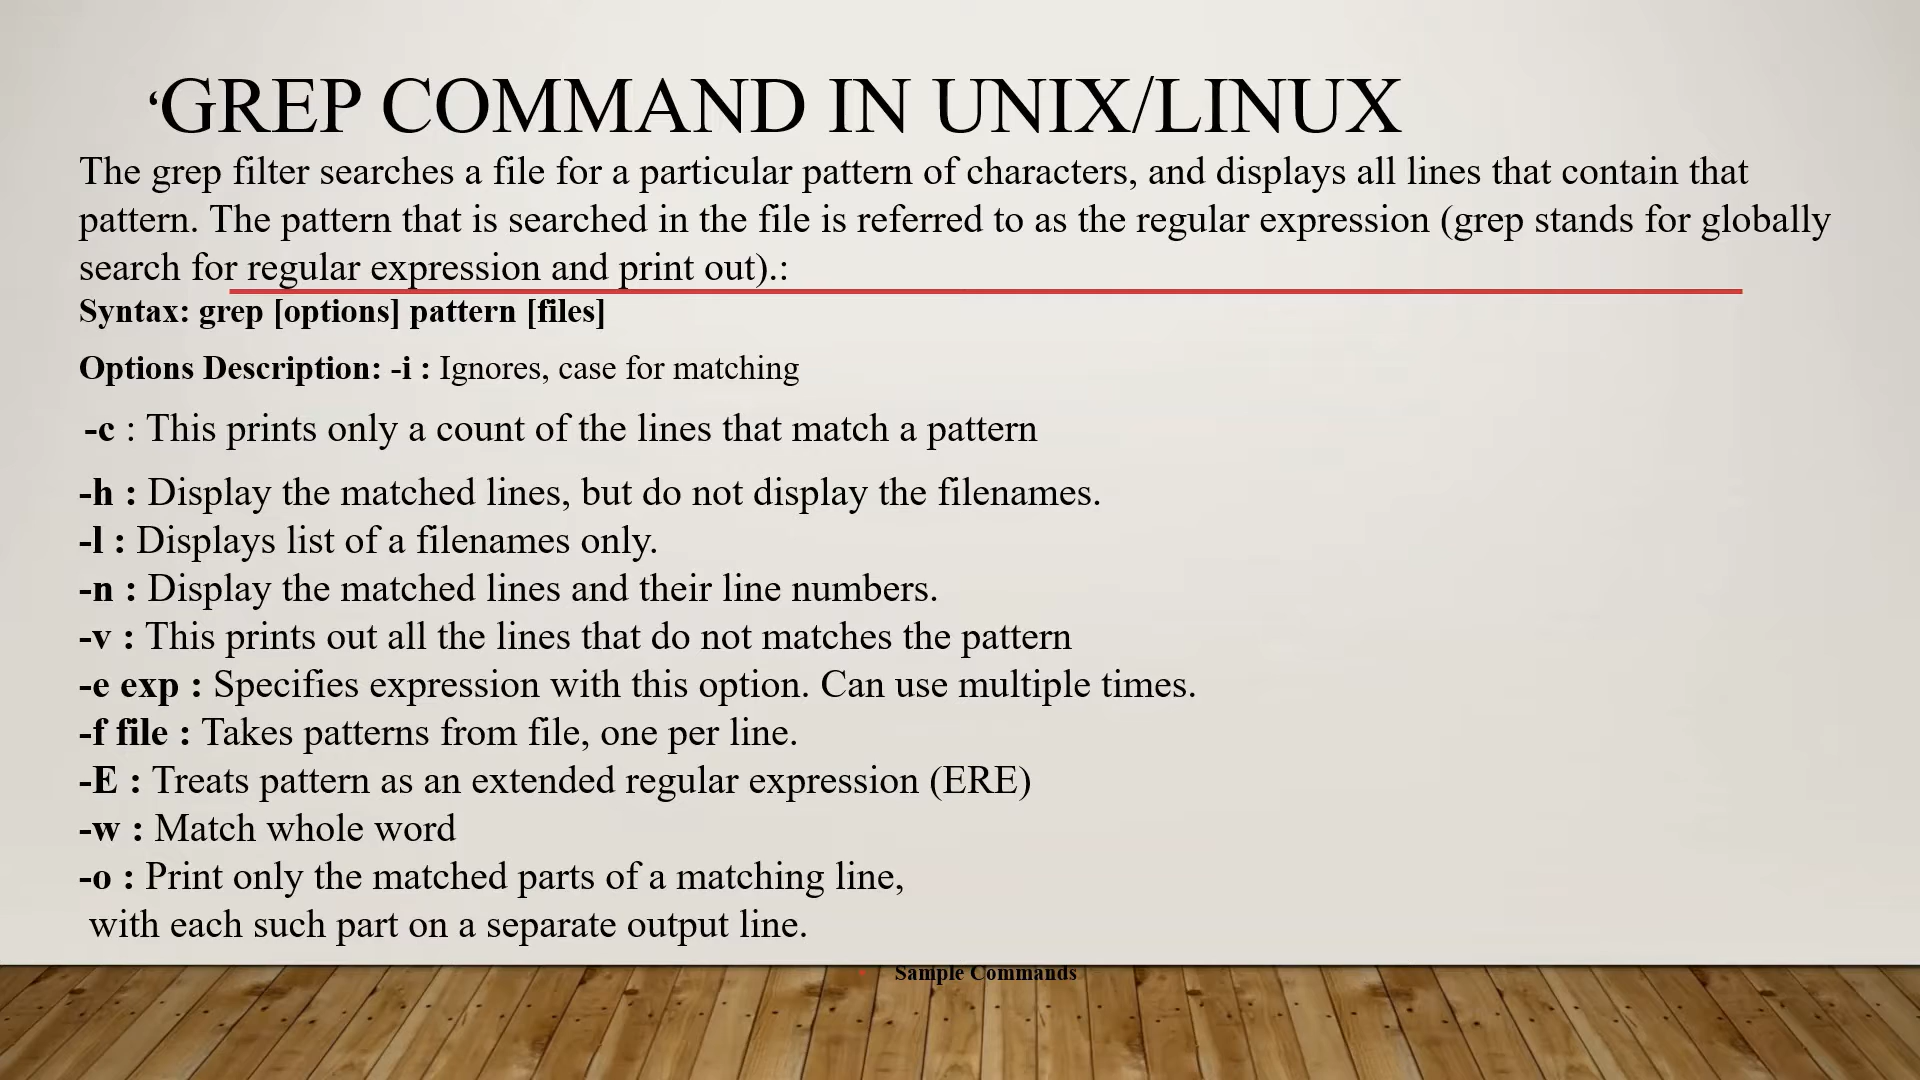 ‘GREP COMMAND IN UNIX/LINUX
The grep filter searches a file for a particular pattern of characters, and displays all lines that contain that
pattern. The pattern that is searched in the file is referred to as the regular expression (grep stands for globally
search for regular expression and print out).:
Syntax: grep [options] pattern [files]
Options Description: -i : Ignores, case for matching
-c : This prints only a count of the lines that match a pattern
-h : Display the matched lines, but do not display the filenames.
-l : Displays list of a filenames only.
-n : Display the matched lines and their line numbers.
-v : This prints out all the lines that do not matches the pattern
-e exp : Specifies expression with this option. Can use multiple times.
-f file : Takes patterns from file, one per line.
-E : Treats pattern as an extended regular expression (ERE)
-w : Match whole word
-o : Print only the matched parts of a matching line,
with each such part on a separate output line.
• Sample Commands